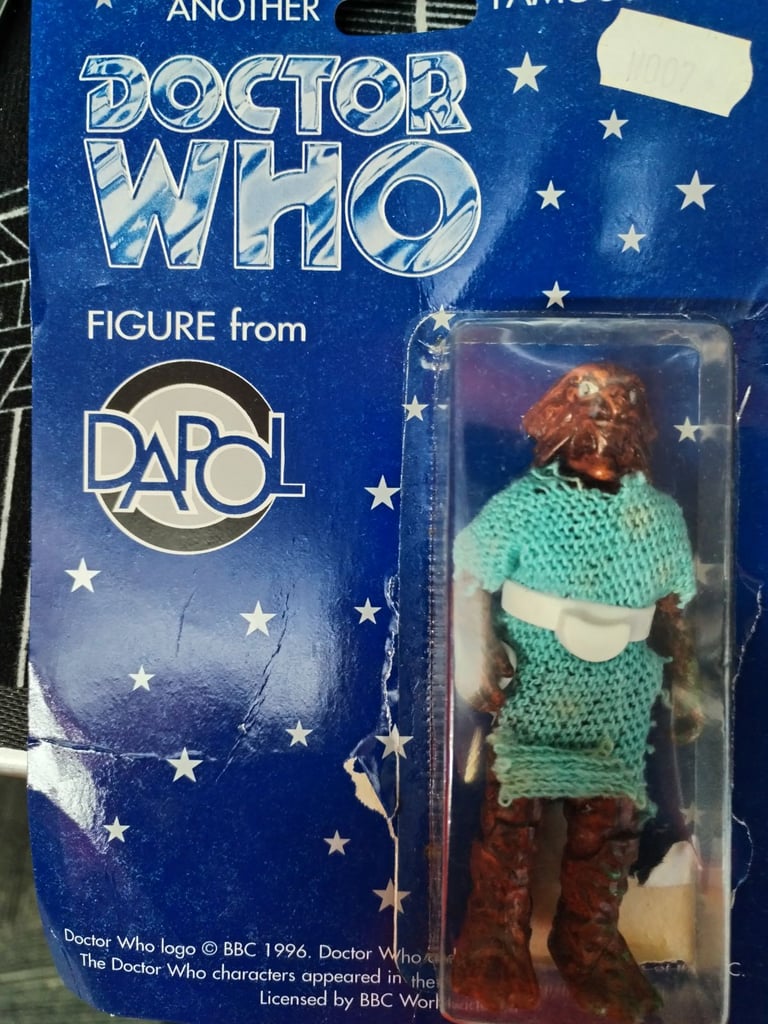 ANOTHER
DOCTOR
WHO
FIGURE from
DAPOL
Doctor Who logo © BBC 1996. Doctor Who
The Doctor Who characters appeared in the
Licensed by BBC